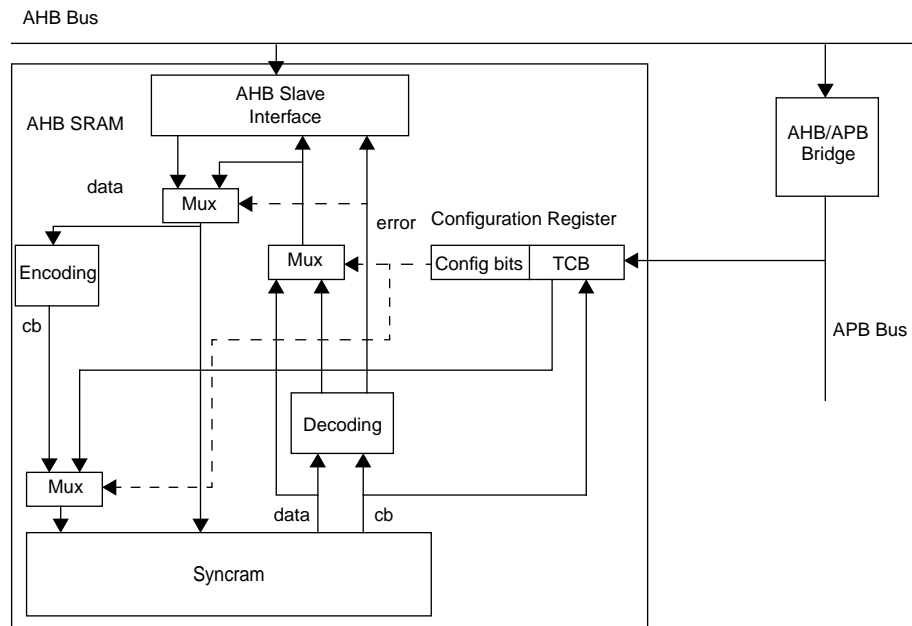 AHB Bus
AHB Slave
Interface
AHB SRAM
AHB/APB
Bridge
data
Mux
error
Configuration Register
Mux
Config bits
TCB
Encoding
cb
APB Bus
Decoding
Mux
data
cb
Syncram